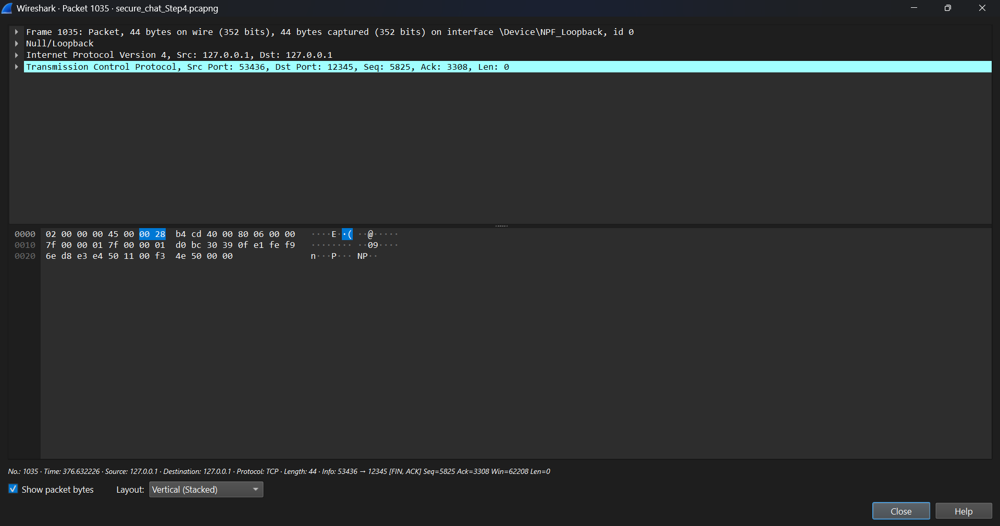 Wireshark · Packet 1035 · secure_chat_Step4.pcapng
Frame 1035: Packet, 44 bytes on wire (352 bits), 44 bytes captured (352 bits) on interface \Device\NPF_Loopback, id 0
Null/Loopback
Internet Protocol Version 4, Src: 127.0.0.1, Dst: 127.0.0.1
Transmission Control Protocol, Src Port: 53436, Dst Port: 12345, Seq: 5825, Ack: 3308, Len: 0
0000 02 00 00 00 45 00 00 28 b4 cd 40 00 80 06 00 00 ····E··( ··@·····
0010 7f 00 00 01 7f 00 00 01 d0 bc 30 39 0f e1 fe f9 ········ ··09····
0020 6e d8 e3 e4 50 11 00 f3 4e 50 00 00 n···P··· NP··
No.: 1035 · Time: 376.632226 · Source: 127.0.0.1 · Destination: 127.0.0.1 · Protocol: TCP · Length: 44 · Info: 53436 → 12345 [FIN, ACK] Seq=5825 Ack=3308 Win=62208 Len=0
Show packet bytes Layout: Vertical (Stacked)
Close Help